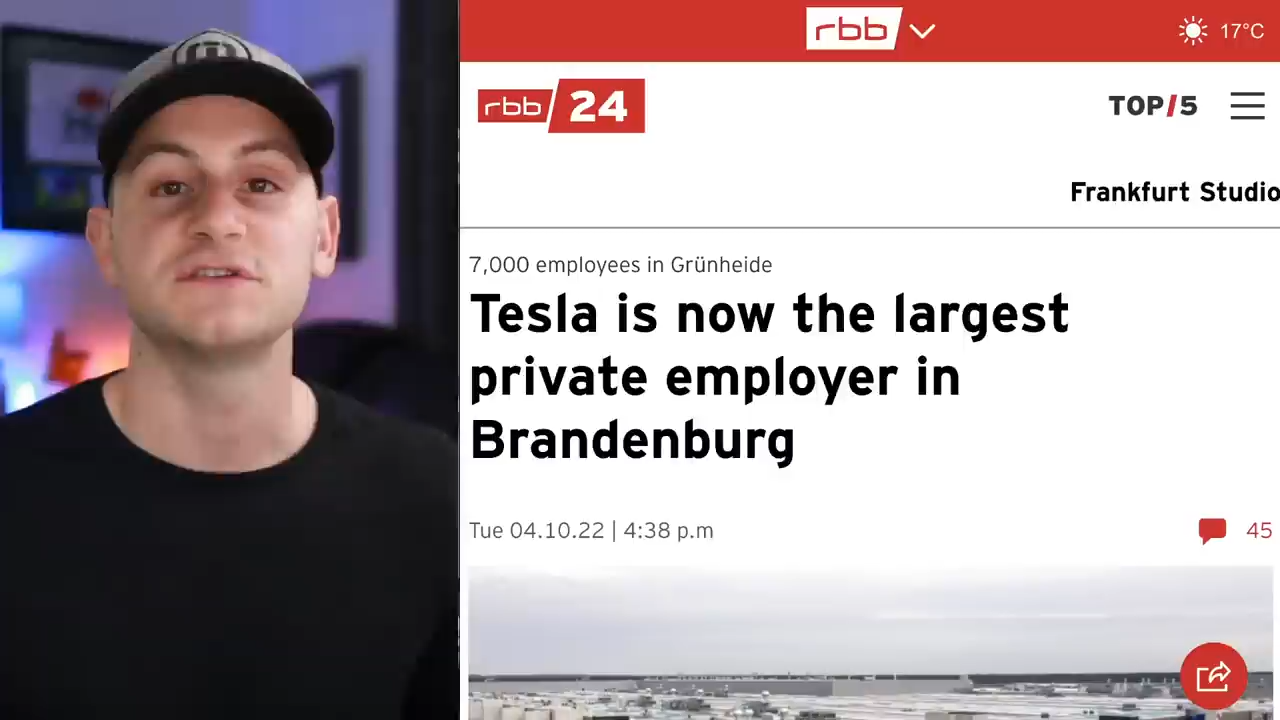 rbb
17°C
rbb 24
TOP/5
Frankfurt Studio
7,000 employees in Grünheide
Tesla is now the largest
private employer in
Brandenburg
Tue 04.10.22 | 4:38 p.m
45